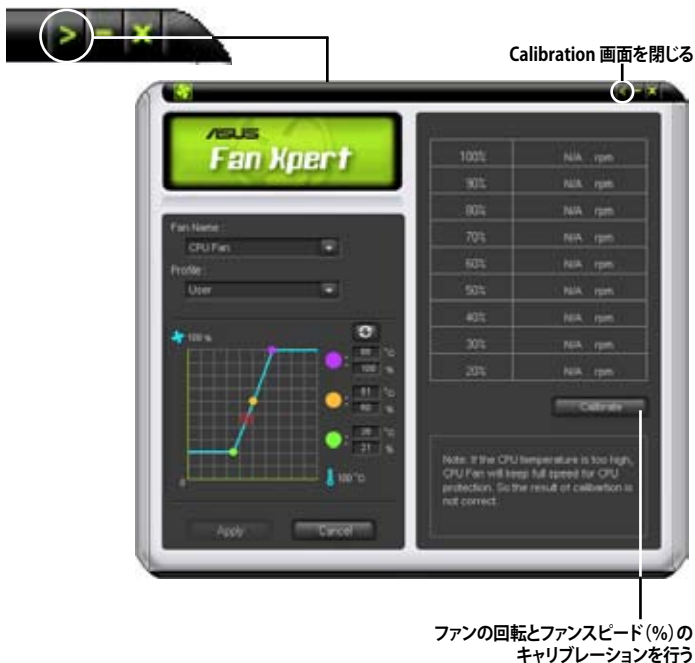 Calibration 画面を閉じる
ASUS
Fan Xpert
Fan Name:
CPU Fan
Profile:
User
100 %
100 %
%
%
0
100 °C
Apply
Cancel
100% N/A rpm
90% N/A rpm
80% N/A rpm
70% N/A rpm
60% N/A rpm
50% N/A rpm
40% N/A rpm
30% N/A rpm
20% N/A rpm
Calibrate
Note: If the CPU temperature is too high,
CPU Fan will keep full speed for CPU
protection. So the result of calibartion is
not correct.
ファンの回転とファンスピード(%)の
キャリブレーションを行う